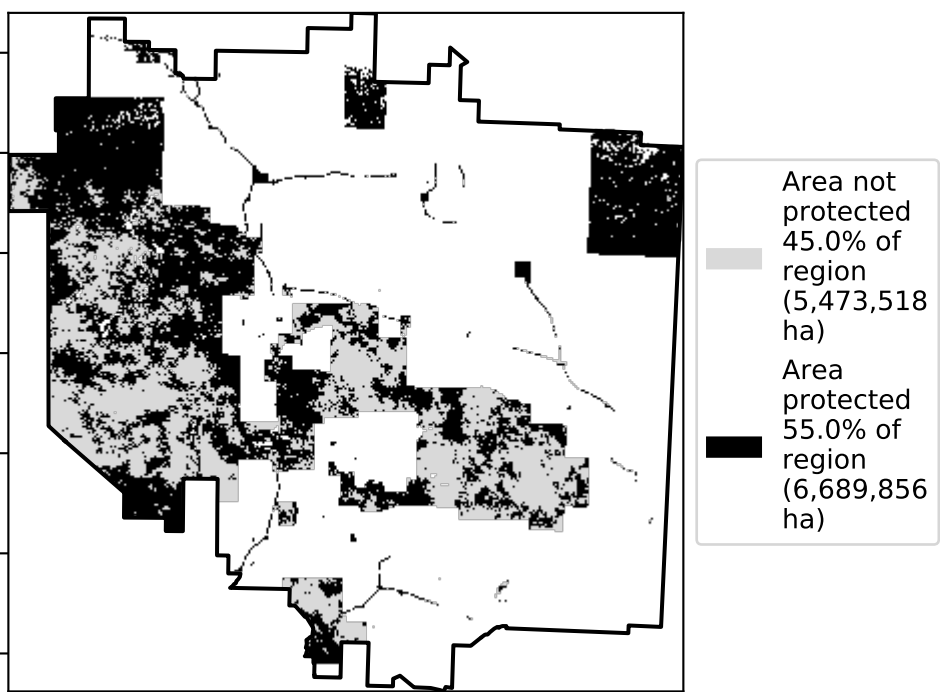 Area not
protected
45.0% of
region
(5,473,518
ha)
Area
protected
55.0% of
region
(6,689,856
ha)